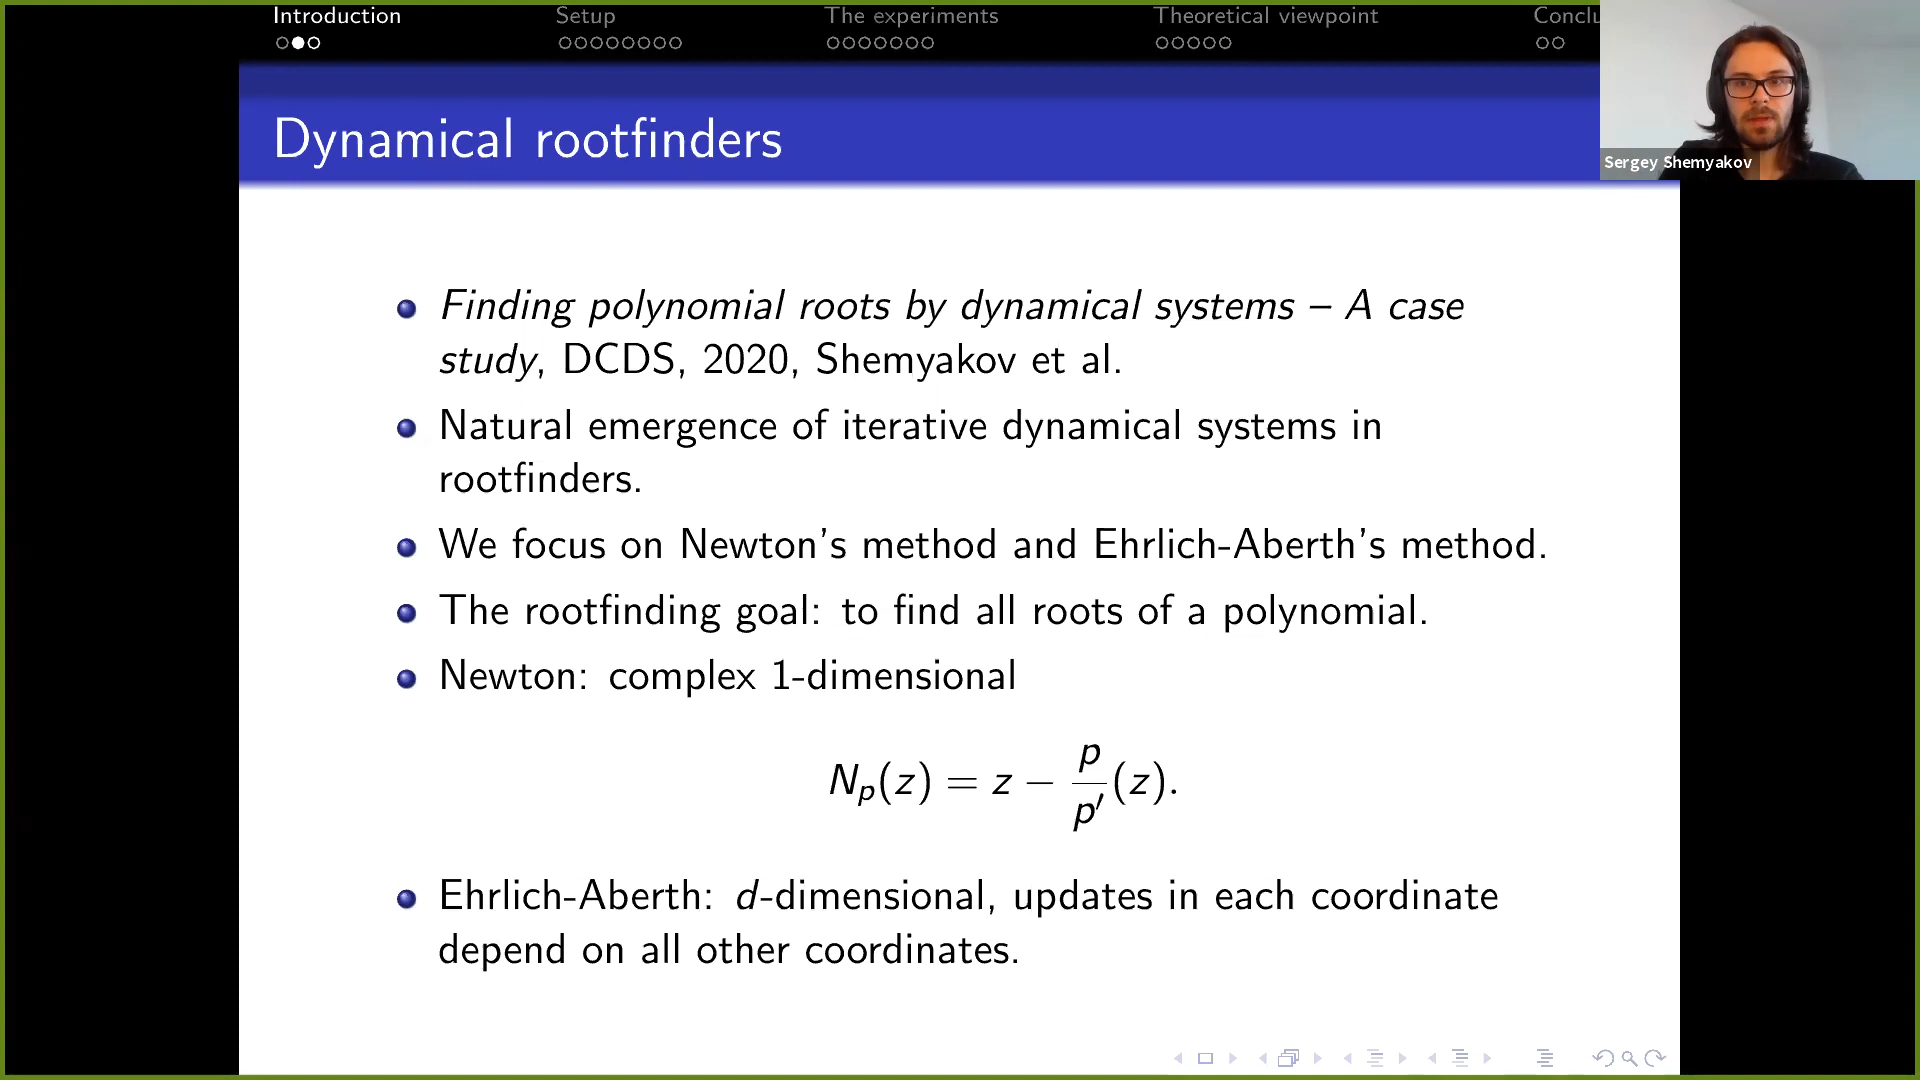 Introduction Setup The experiments Theoretical viewpoint Conclu
Dynamical rootfinders
Sergey Shemyakov
Finding polynomial roots by dynamical systems – A case
study, DCDS, 2020, Shemyakov et al.
Natural emergence of iterative dynamical systems in
rootfinders.
We focus on Newton's method and Ehrlich-Aberth's method.
The rootfinding goal: to find all roots of a polynomial.
Newton: complex 1-dimensional
N_p(z) = z − p/p′ (z).
Ehrlich-Aberth: d-dimensional, updates in each coordinate
depend on all other coordinates.